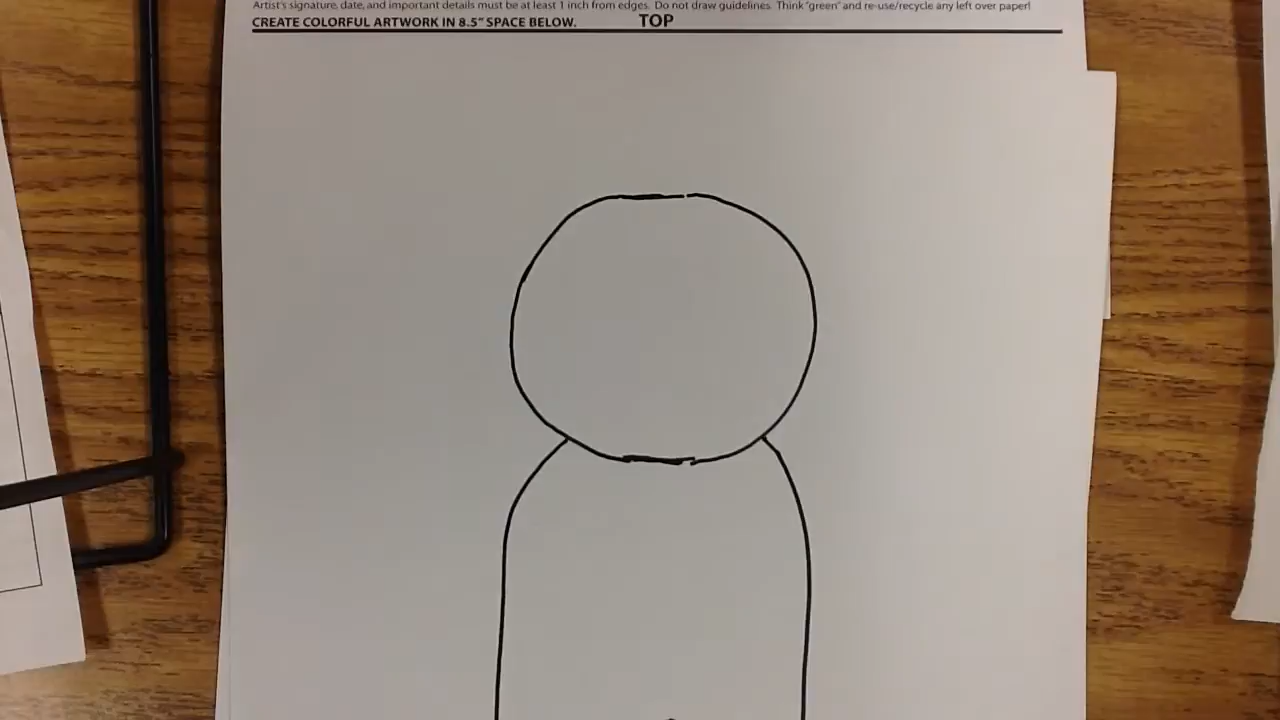 Artist's signature, date, and important details must be at least 1 inch from edges. Do not draw guidelines. Think "green" and re-use/recycle any left over paper!
CREATE COLORFUL ARTWORK IN 8.5" SPACE BELOW. TOP